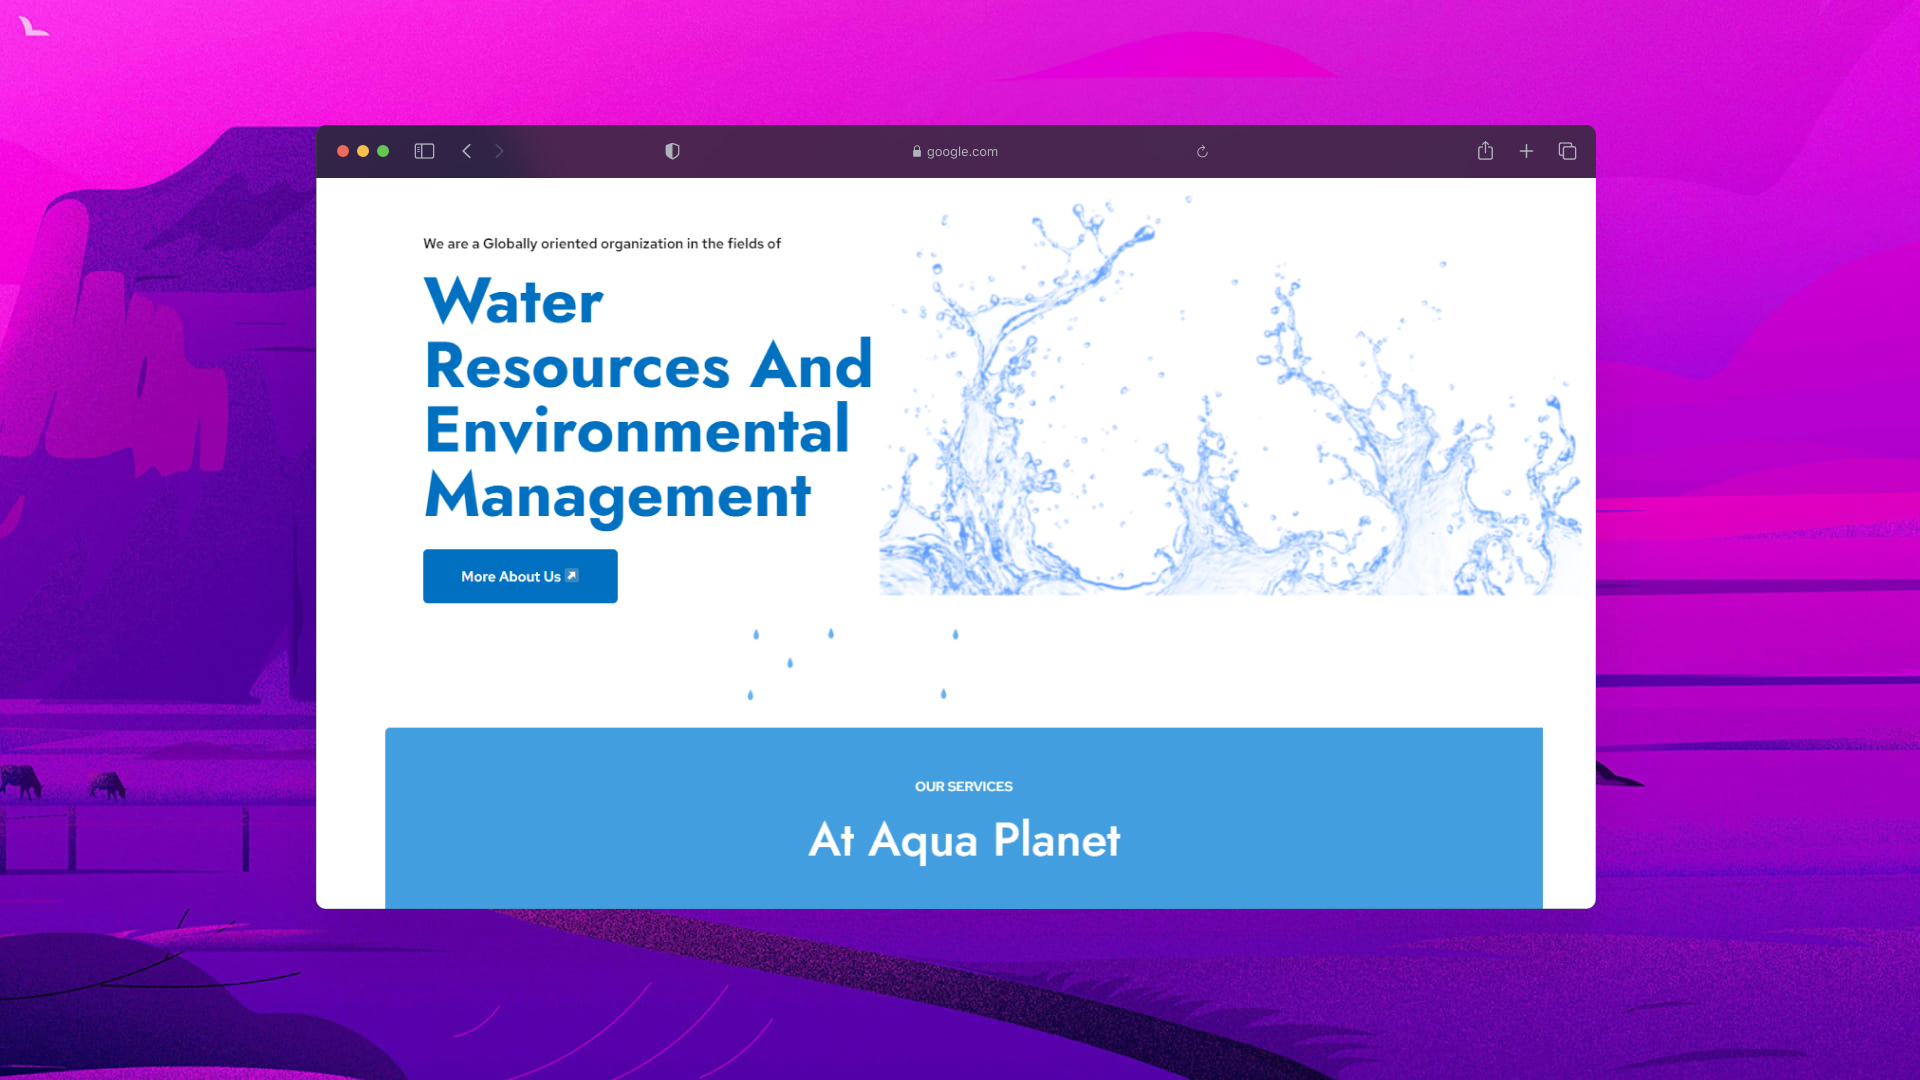 google.com
We are a Globally oriented organization in the fields of
Water
Resources And
Environmental
Management
More About Us
OUR SERVICES
At Aqua Planet